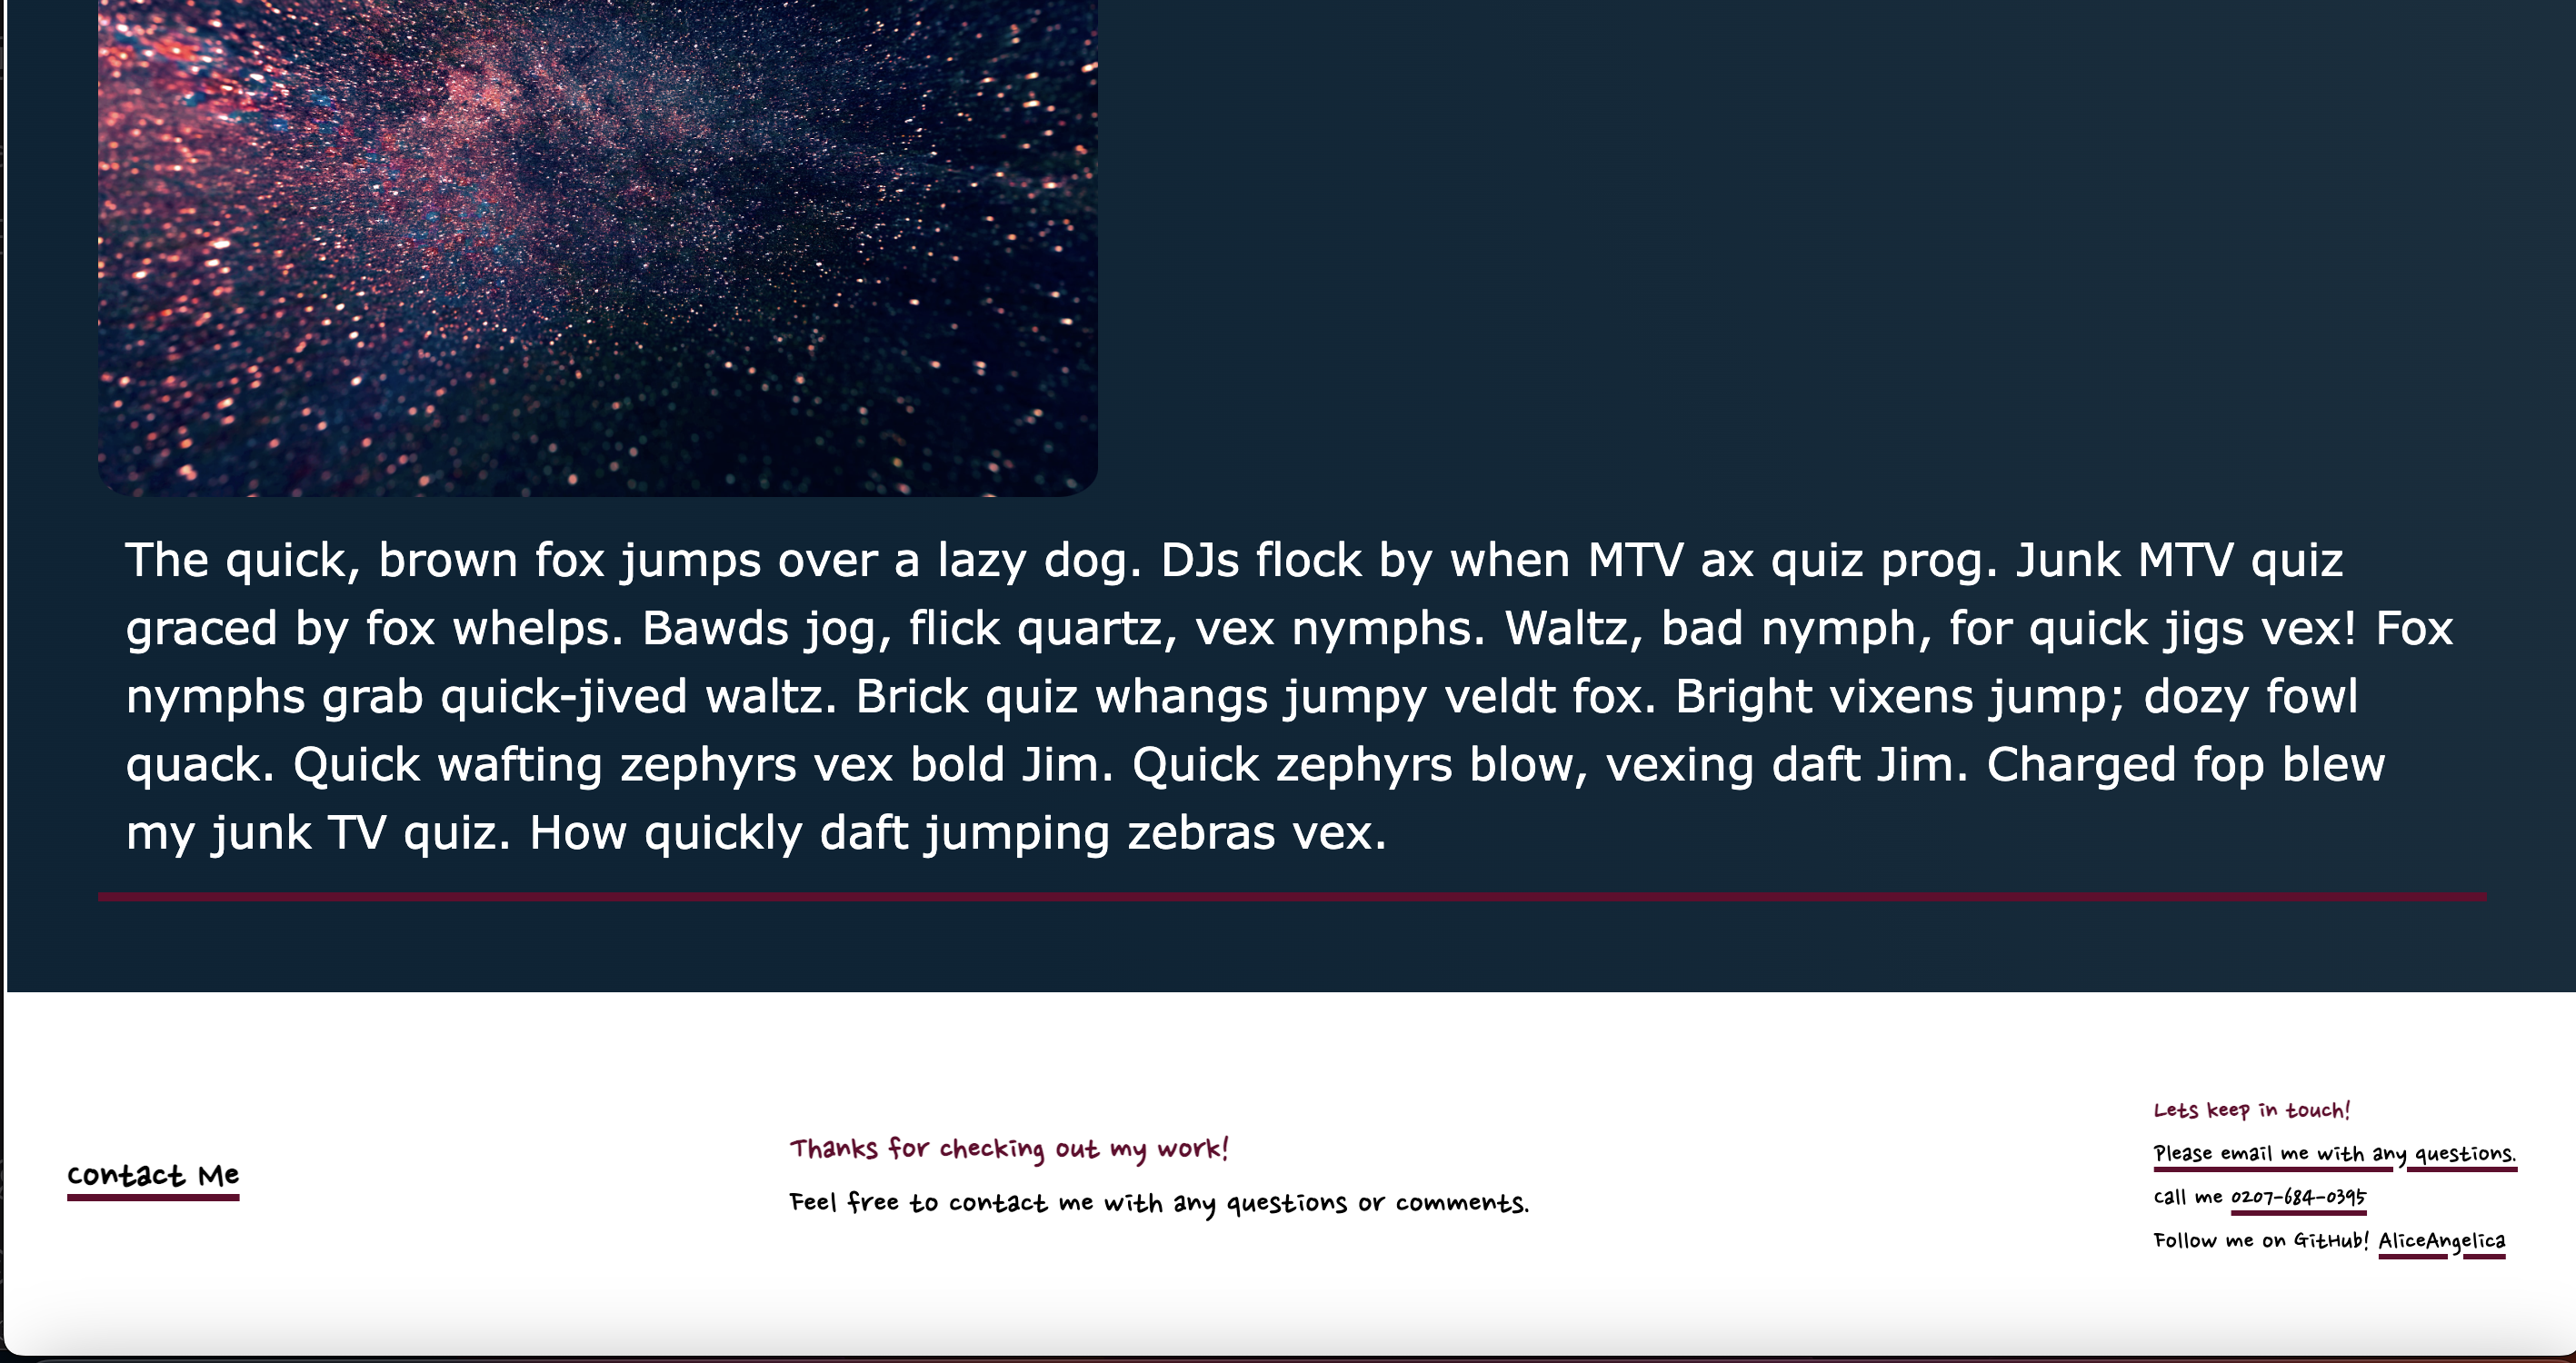 The quick, brown fox jumps over a lazy dog. DJs flock by when MTV ax quiz prog. Junk MTV quiz
graced by fox whelps. Bawds jog, flick quartz, vex nymphs. Waltz, bad nymph, for quick jigs vex! Fox
nymphs grab quick-jived waltz. Brick quiz whangs jumpy veldt fox. Bright vixens jump; dozy fowl
quack. Quick wafting zephyrs vex bold Jim. Quick zephyrs blow, vexing daft Jim. Charged fop blew
my junk TV quiz. How quickly daft jumping zebras vex.
Contact Me
Thanks for checking out my work!
Feel free to contact me with any questions or comments.
Lets keep in touch!
Please email me with any questions.
Call me 0207-684-0395
Follow me on GitHub! AliceAngelica